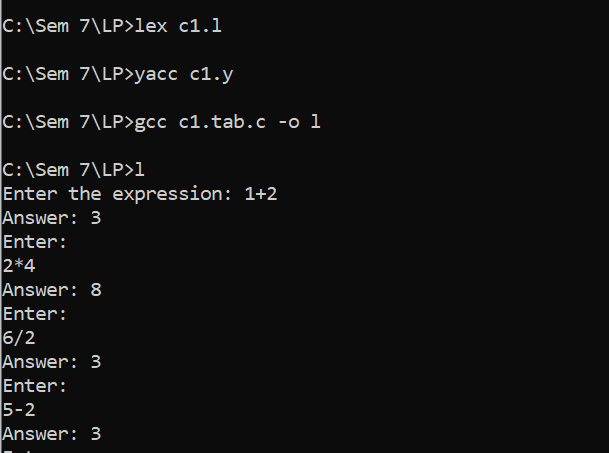 C:\Sem 7\LP>lex c1.l
C:\Sem 7\LP>yacc c1.y
C:\Sem 7\LP>gcc c1.tab.c -o l
C:\Sem 7\LP>l
Enter the expression: 1+2
Answer: 3
Enter:
2*4
Answer: 8
Enter:
6/2
Answer: 3
Enter:
5-2
Answer: 3